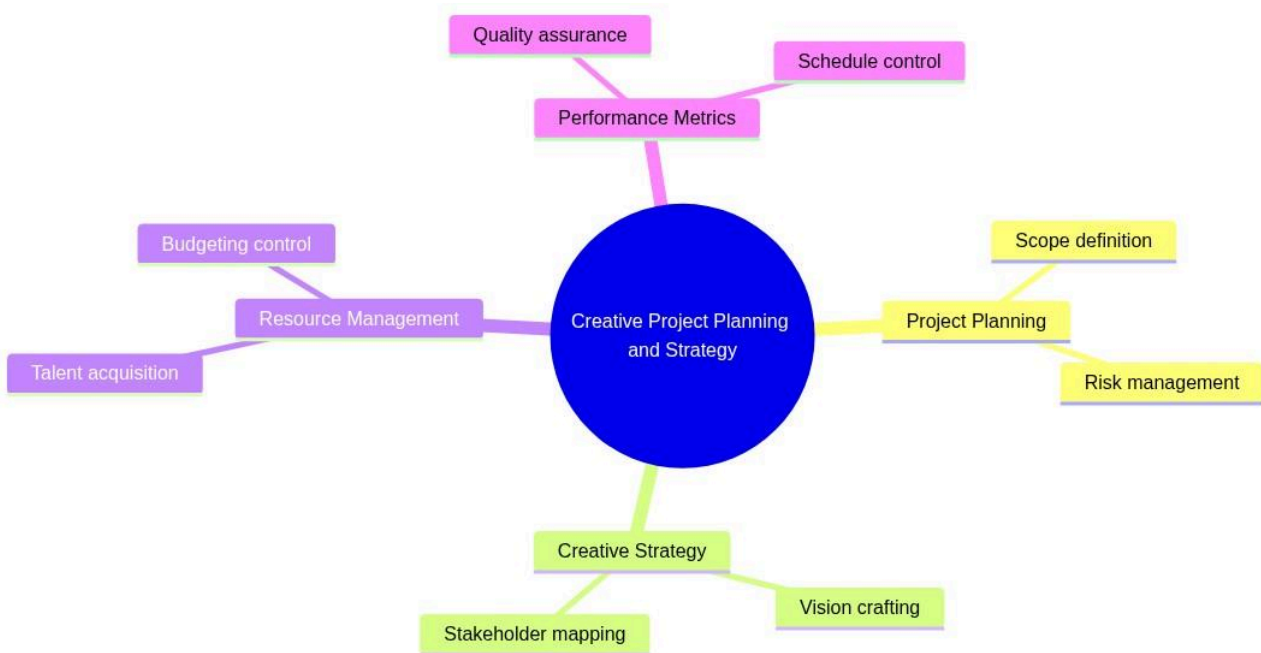 Quality assurance
Schedule control
Performance Metrics
Budgeting control
Scope definition
Resource Management
Creative Project Planning
and Strategy
Project Planning
Talent acquisition
Risk management
Creative Strategy
Vision crafting
Stakeholder mapping